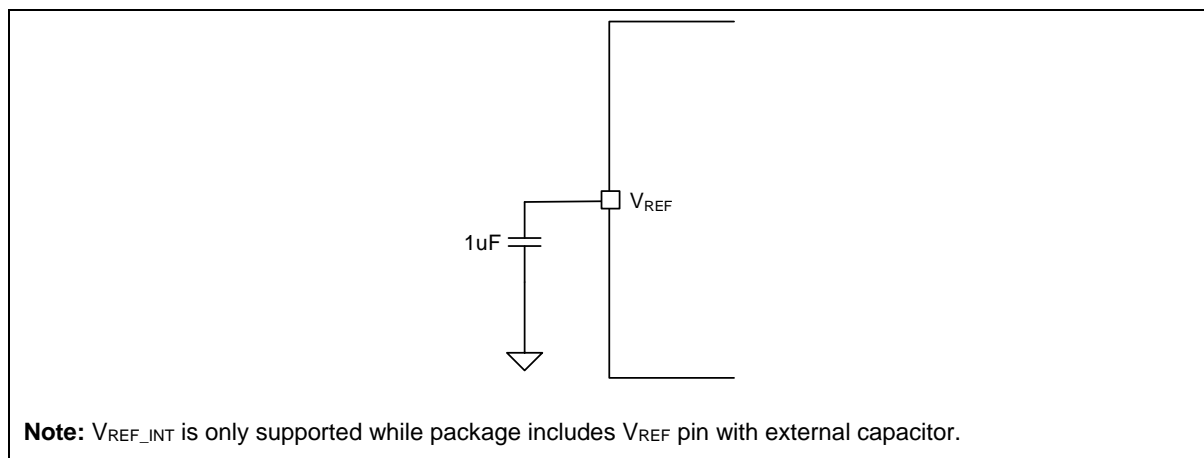 VREF
1uF
Note: VREF_INT is only supported while package includes VREF pin with external capacitor.